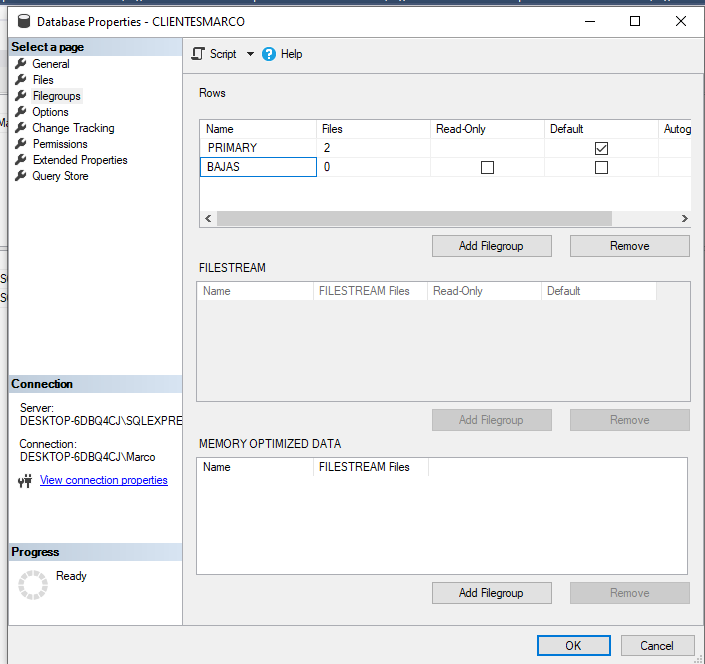 Database Properties - CLIENTESMARCO
Select a page
General
Files
Filegroups
Options
Change Tracking
Permissions
Extended Properties
Query Store
Connection
Server:
DESKTOP-6DBQ4CJ\SQLEXPRE
Connection:
DESKTOP-6DBQ4CJ\Marco
View connection properties
Progress
Ready
Script Help
Rows
Name Files Read-Only Default Autog
PRIMARY 2
BAJAS 0
Add Filegroup Remove
FILESTREAM
Name FILESTREAM Files Read-Only Default
Add Filegroup Remove
MEMORY OPTIMIZED DATA
Name FILESTREAM Files
Add Filegroup Remove
OK Cancel